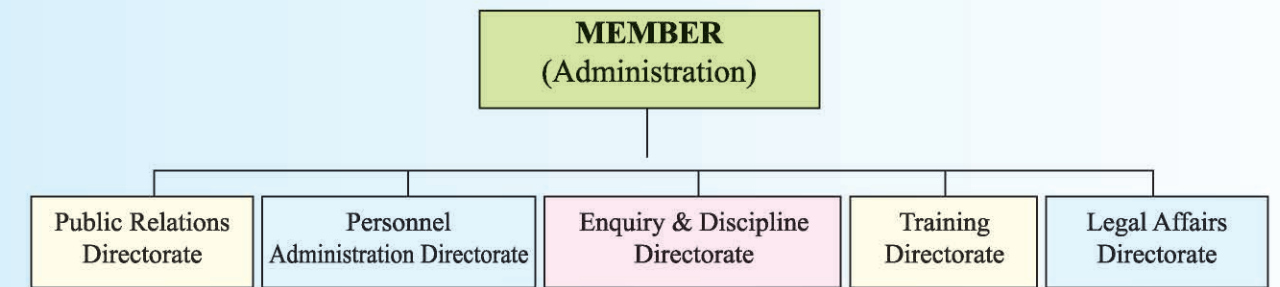 MEMBER
(Administration)
Public Relations
Directorate
Personnel
Administration Directorate
Enquiry & Discipline
Directorate
Training
Directorate
Legal Affairs
Directorate